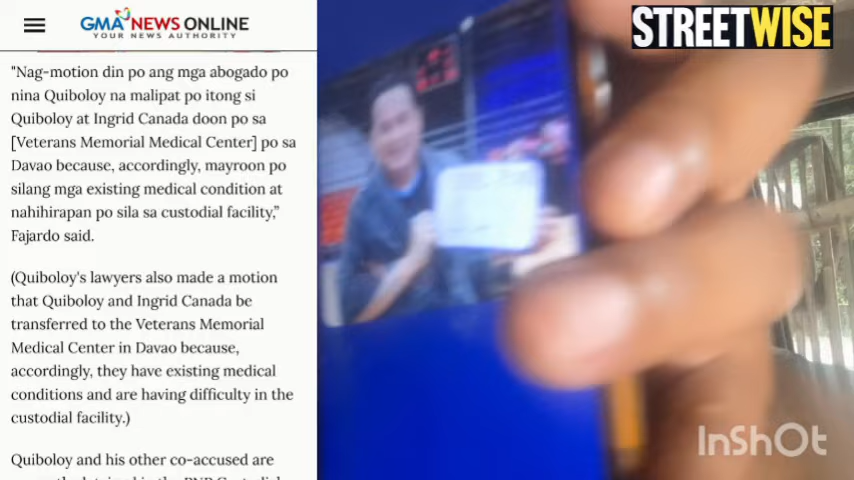 GMA NEWS ONLINE
YOUR NEWS AUTHORITY
"Nag-motion din po ang mga abogado po
nina Quiboloy na malipat po itong si
Quiboloy at Ingrid Canada doon po sa
[Veterans Memorial Medical Center] po sa
Davao because, accordingly, mayroon po
silang mga existing medical condition at
nahihirapan po sila sa custodial facility,"
Fajardo said.
(Quiboloy's lawyers also made a motion
that Quiboloy and Ingrid Canada be
transferred to the Veterans Memorial
Medical Center in Davao because,
accordingly, they have existing medical
conditions and are having difficulty in the
custodial facility.)
Quiboloy and his other co-accused are
STREETWISE
InShOt